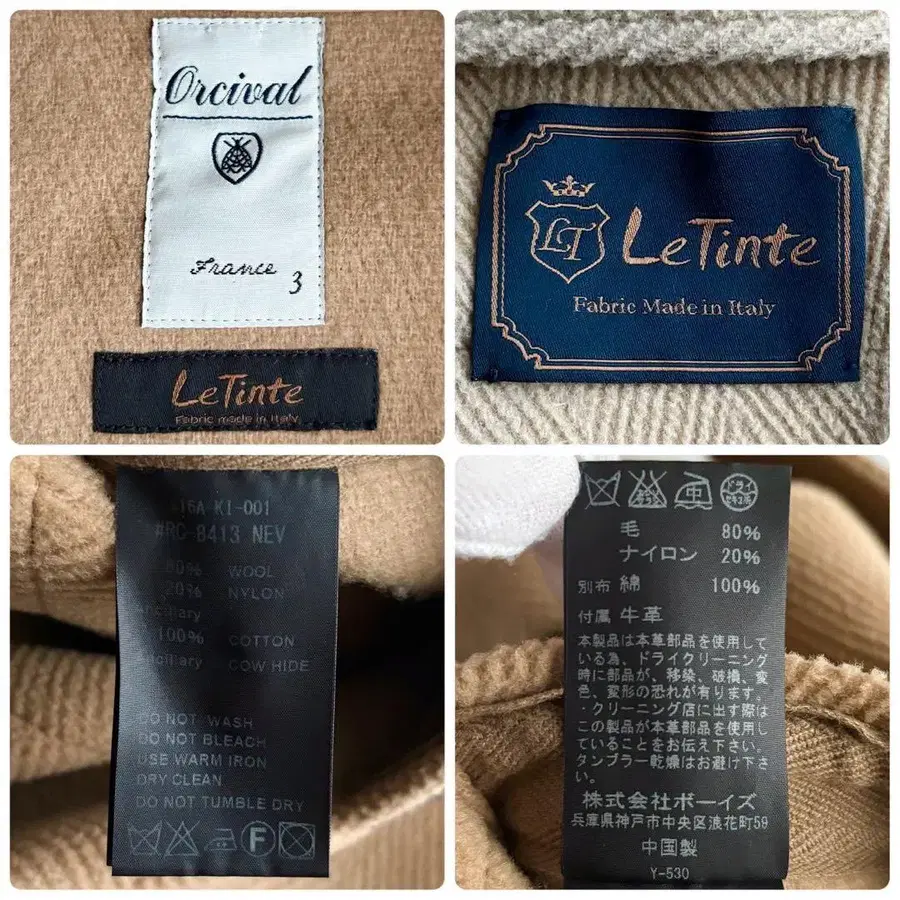 Orcival
France
3
LeTinte
Fabric made in Italy
LT
LeTinte
Fabric Made in Italy
16A KI-001
#RC-8413 NEV
80% WOOL
20% NYLON
100% COTTON
COW HIDE
DO NOT WASH
DO NOT BLEACH
USE WARM IRON
DRY CLEAN
DO NOT TUMBLE DRY
F
毛 80%
ナイロン 20%
別布 綿 100%
付属 牛革
本製品は本革部品を使用して
いる為、ドライクリーニング
時に部品が、移染、破損、変
色、変形の恐れが有ります。
・クリーニング店に出す際は
この製品が本革部品を使用し
ていることをお伝え下さい。
タンブラー乾燥はお避け下さ
い。
株式会社ボーイズ
兵庫県神戸市中央区浪花町59
中国製
Y-530